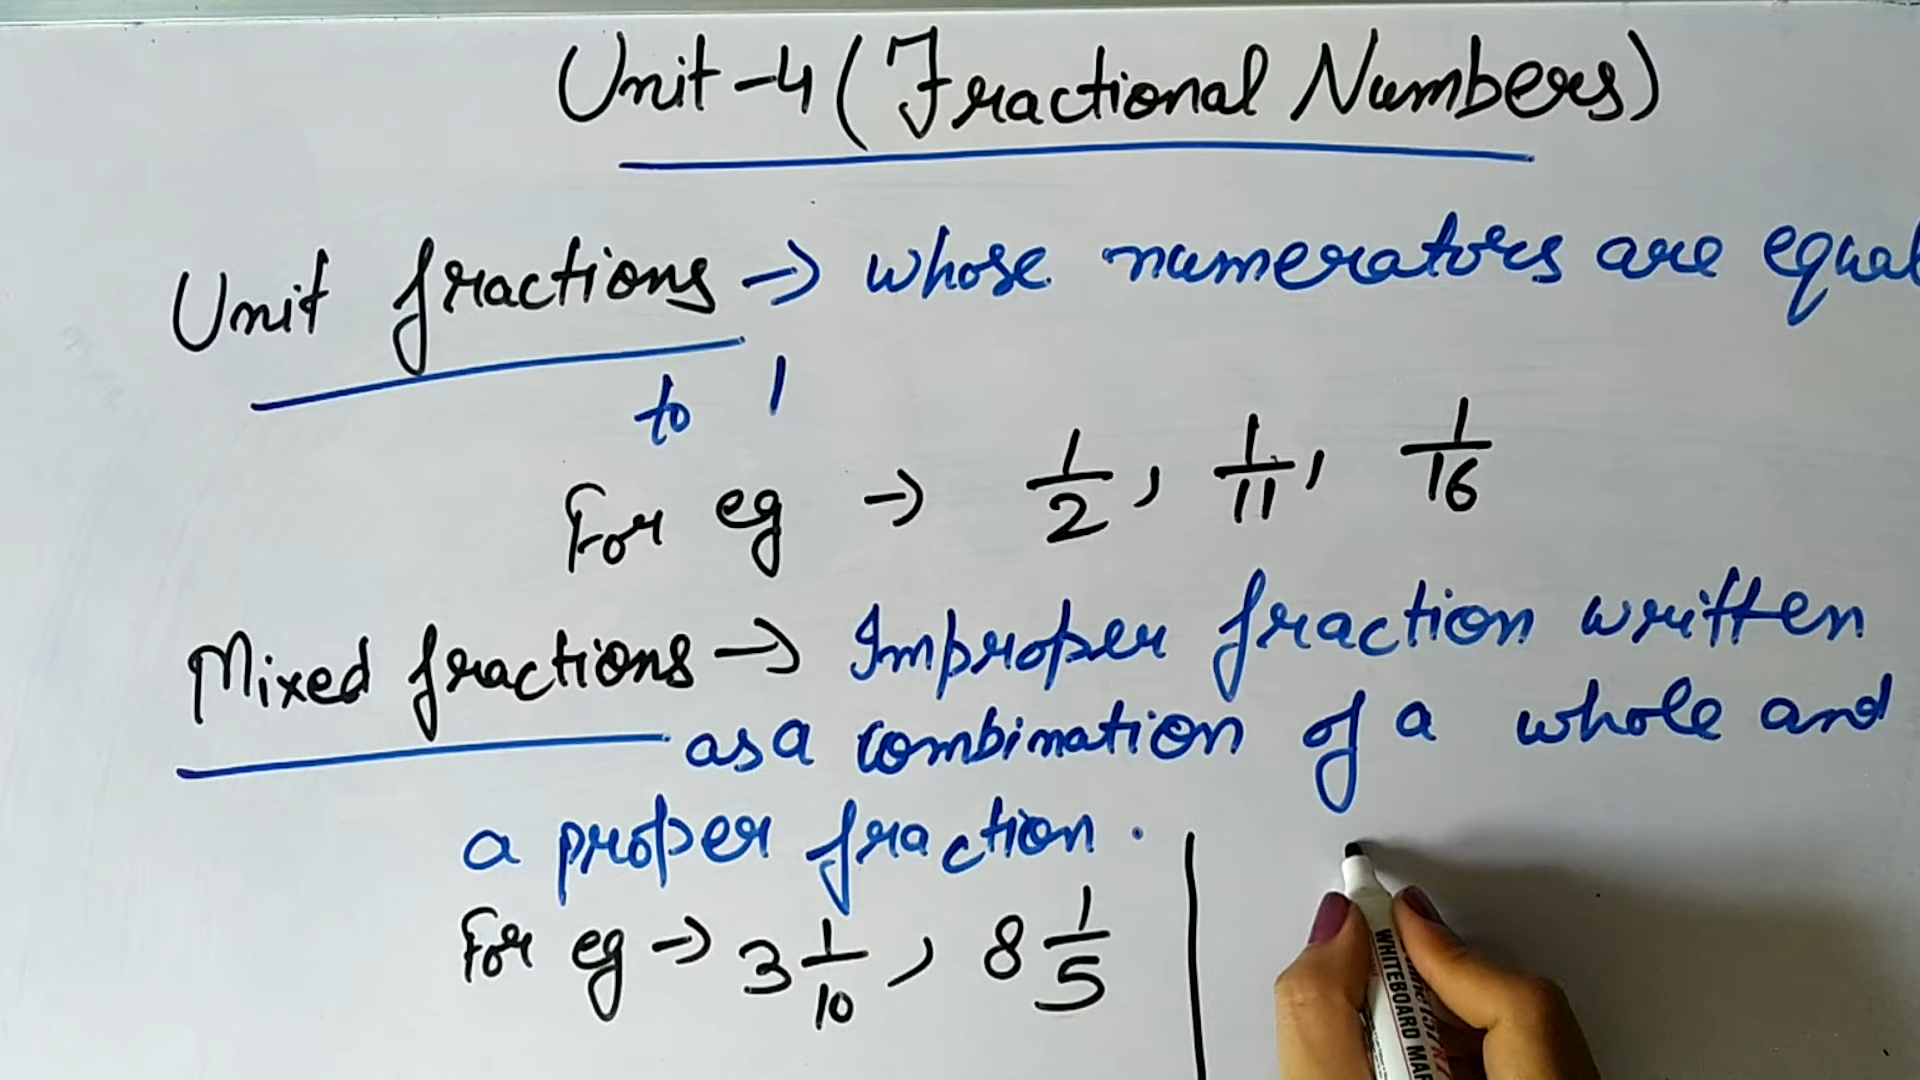 Unit-4 (Fractional Numbers)
Unit fractions → whose numerators are equal
to 1
For eg → 1/2, 1/11, 1/16
Mixed fractions → Improper fraction written
as a combination of a whole and
a proper fraction.
For eg → 3 1/10, 8 1/5
WHITEBOARD MAR